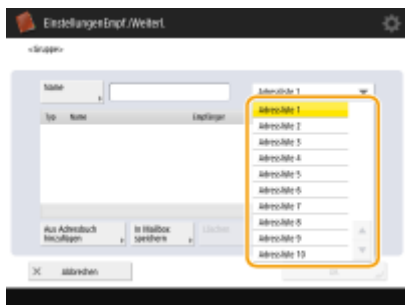 Einstellungen Empf./Weiterl.
<Gruppe>
Name
Adressliste 1
Typ Name Empfänger
Adressliste 1
Adressliste 2
Adressliste 3
Adressliste 4
Adressliste 5
Adressliste 6
Adressliste 7
Adressliste 8
Adressliste 9
Adressliste 10
Aus Adressbuch
hinzufügen
In Mailbox
speichern
Löschen
× Abbrechen
OK